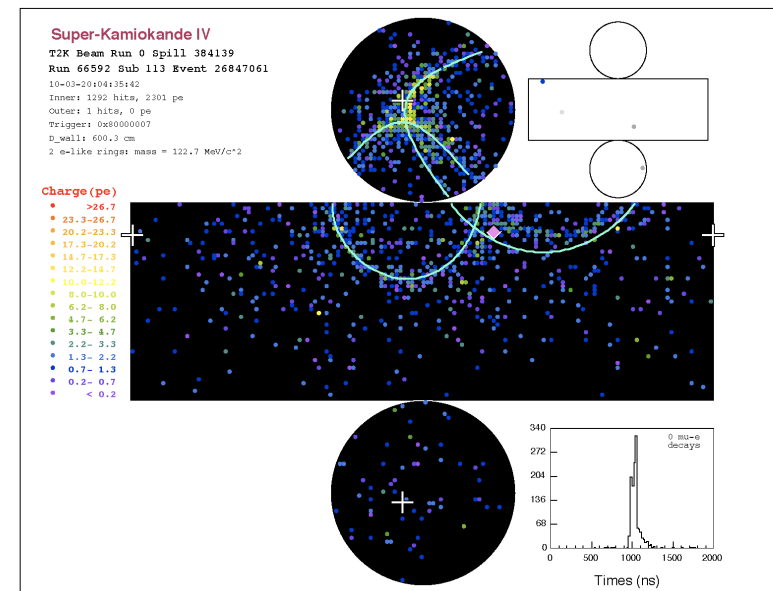 Super-Kamiokande IV
T2K Beam Run 0 Spill 384139
Run 66592 Sub 113 Event 26847061
10-03-20:04:35:42
Inner: 1292 hits, 2301 pe
Outer: 1 hits, 0 pe
Trigger: 0x80000007
D_wall: 600.3 cm
2 e-like rings: mass = 122.7 MeV/c^2
Charge(pe)
>26.7
23.3-26.7
20.2-23.3
17.3-20.2
14.7-17.3
12.2-14.7
10.0-12.2
8.0-10.0
6.2- 8.0
4.7- 6.2
3.3- 4.7
2.2- 3.3
1.3- 2.2
0.7- 1.3
0.2- 0.7
< 0.2
0 mu-e
decays
340
272
204
136
68
0
0 500 1000 1500 2000
Times (ns)